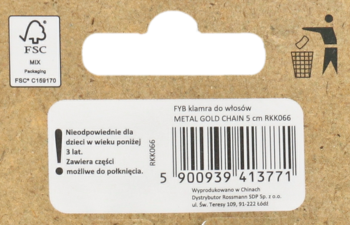 FSC
MIX
Packaging
FSC® C159170
FYB klamra do włosów
METAL GOLD CHAIN 5 cm RKK066
! Nieodpowiednie dla
dzieci w wieku poniżej
3 lat.
Zawiera części
możliwe do połknięcia.
RKK066
5 900939 413771
Wyprodukowano w Chinach
Dystrybutor Rossmann SDP Sp. z o.o.
ul. Św. Teresy 109, 91-222 Łódź